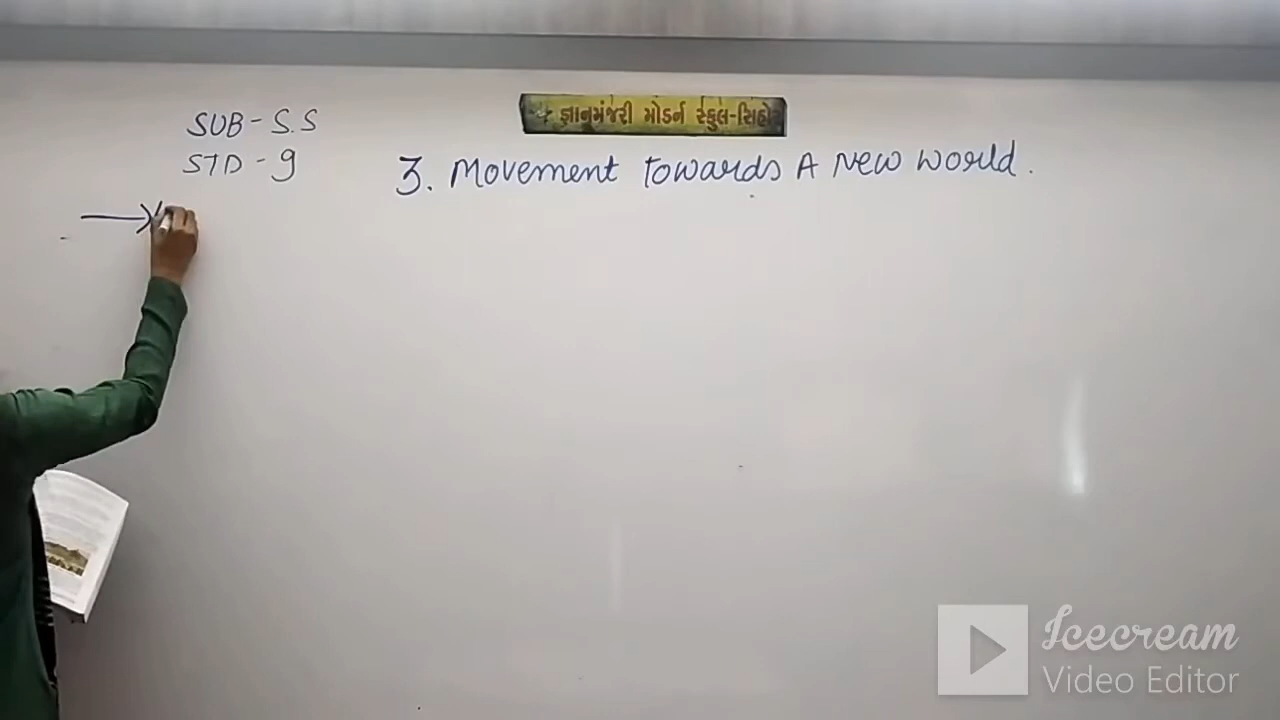 જ્ઞાનમંજરી મોડર્ન સ્કુલ-સિહોર
SUB - S.S
STD - 9
3. Movement Towards A New World.
Icecream
Video Editor